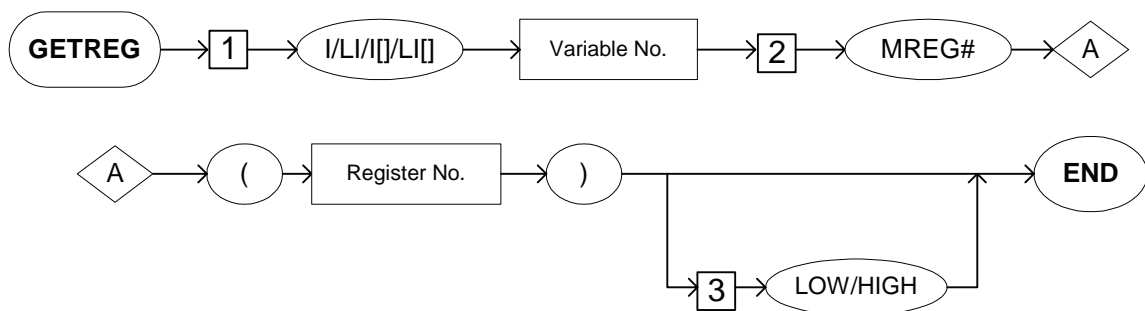 GETREG 1 I/LI/I[]/LI[] Variable No. 2 MREG# A
A ( Register No. ) END
3 LOW/HIGH